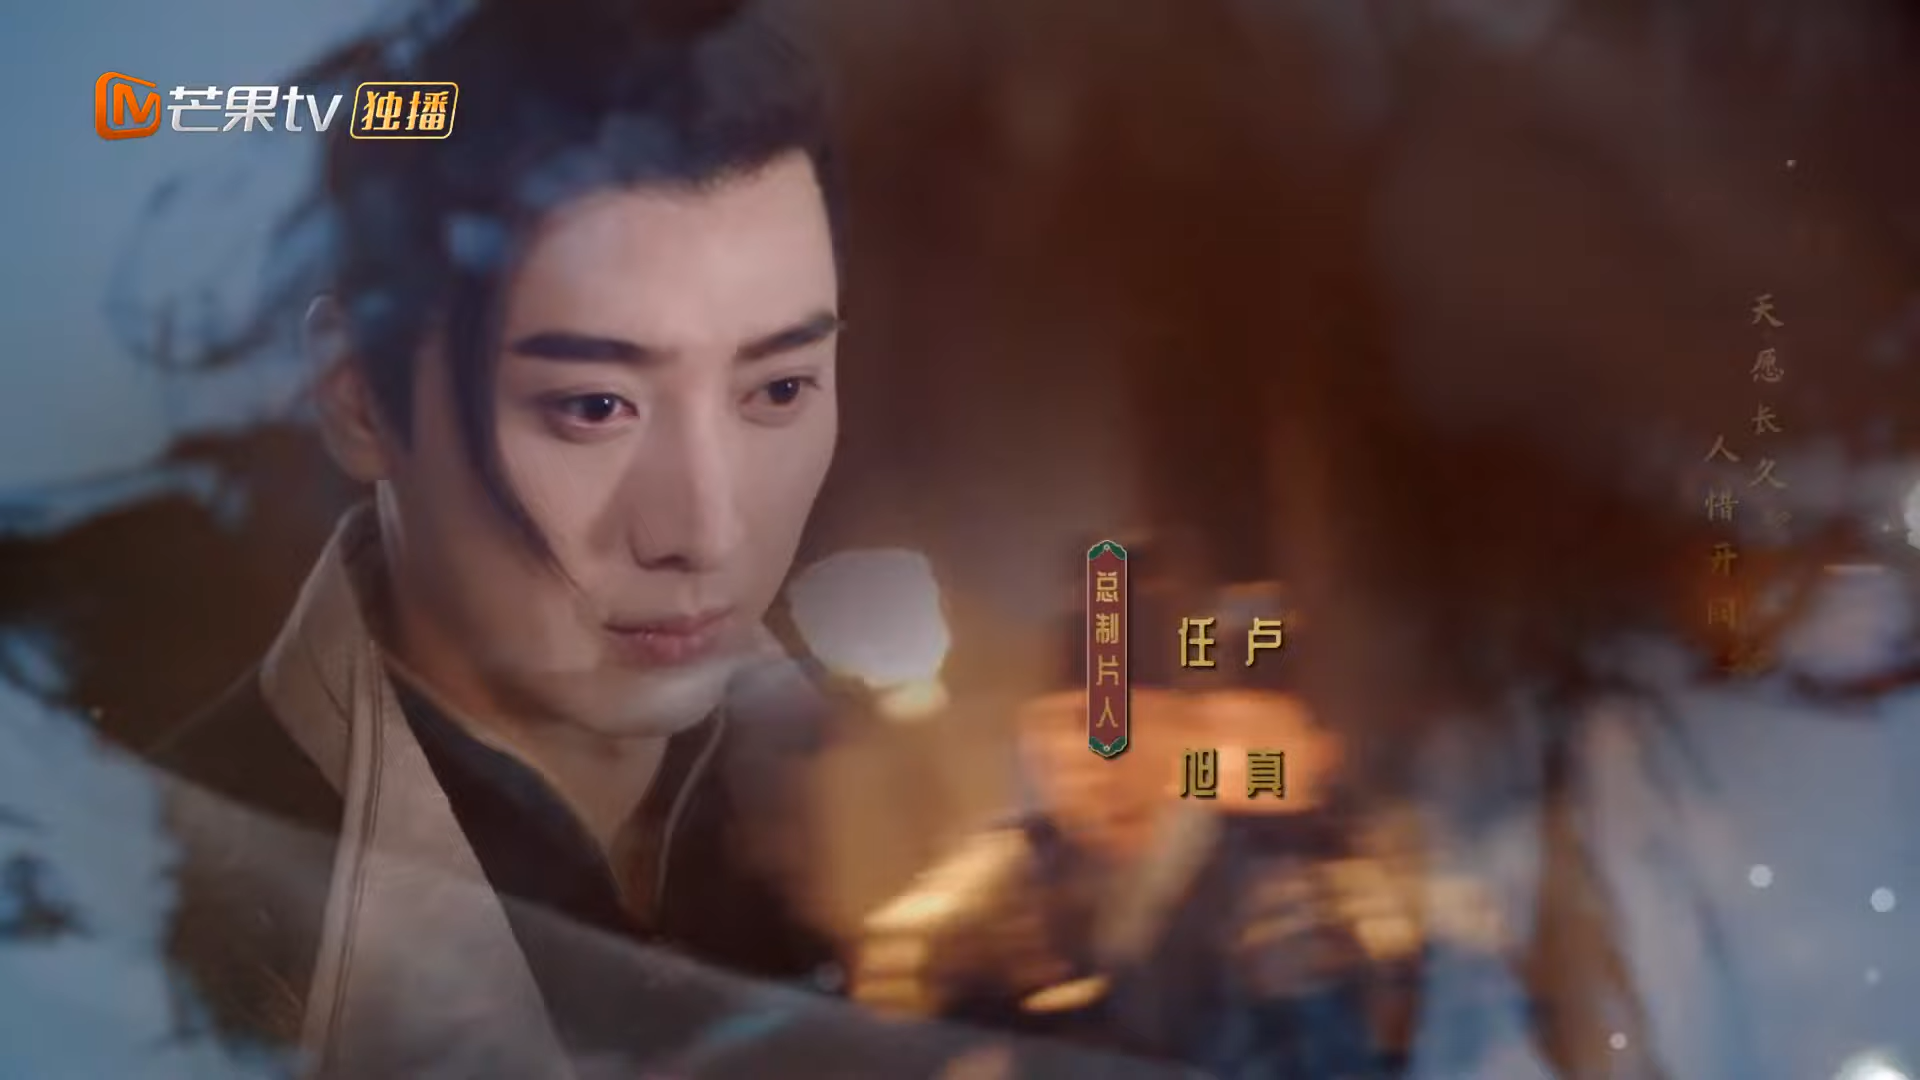 芒果tv 独播
天愿长久
人惜开
总制片人
卢真
任旭